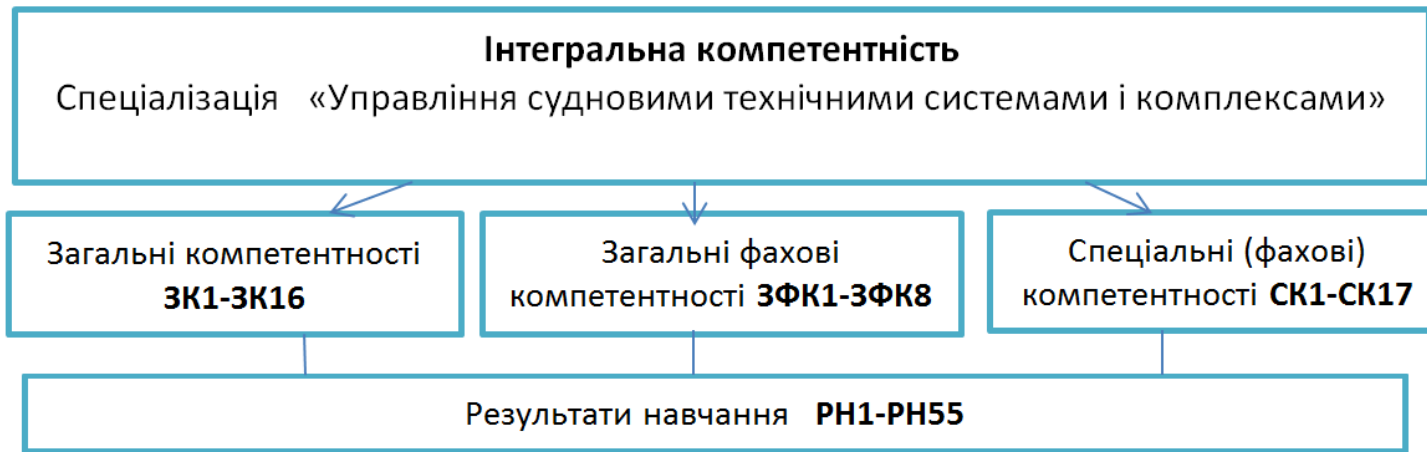 Інтегральна компетентність
Спеціалізація «Управління судновими технічними системами і комплексами»
Загальні компетентності
ЗК1-ЗК16
Загальні фахові
компетентності ЗФК1-ЗФК8
Спеціальні (фахові)
компетентності СК1-СК17
Результати навчання РН1-РН55